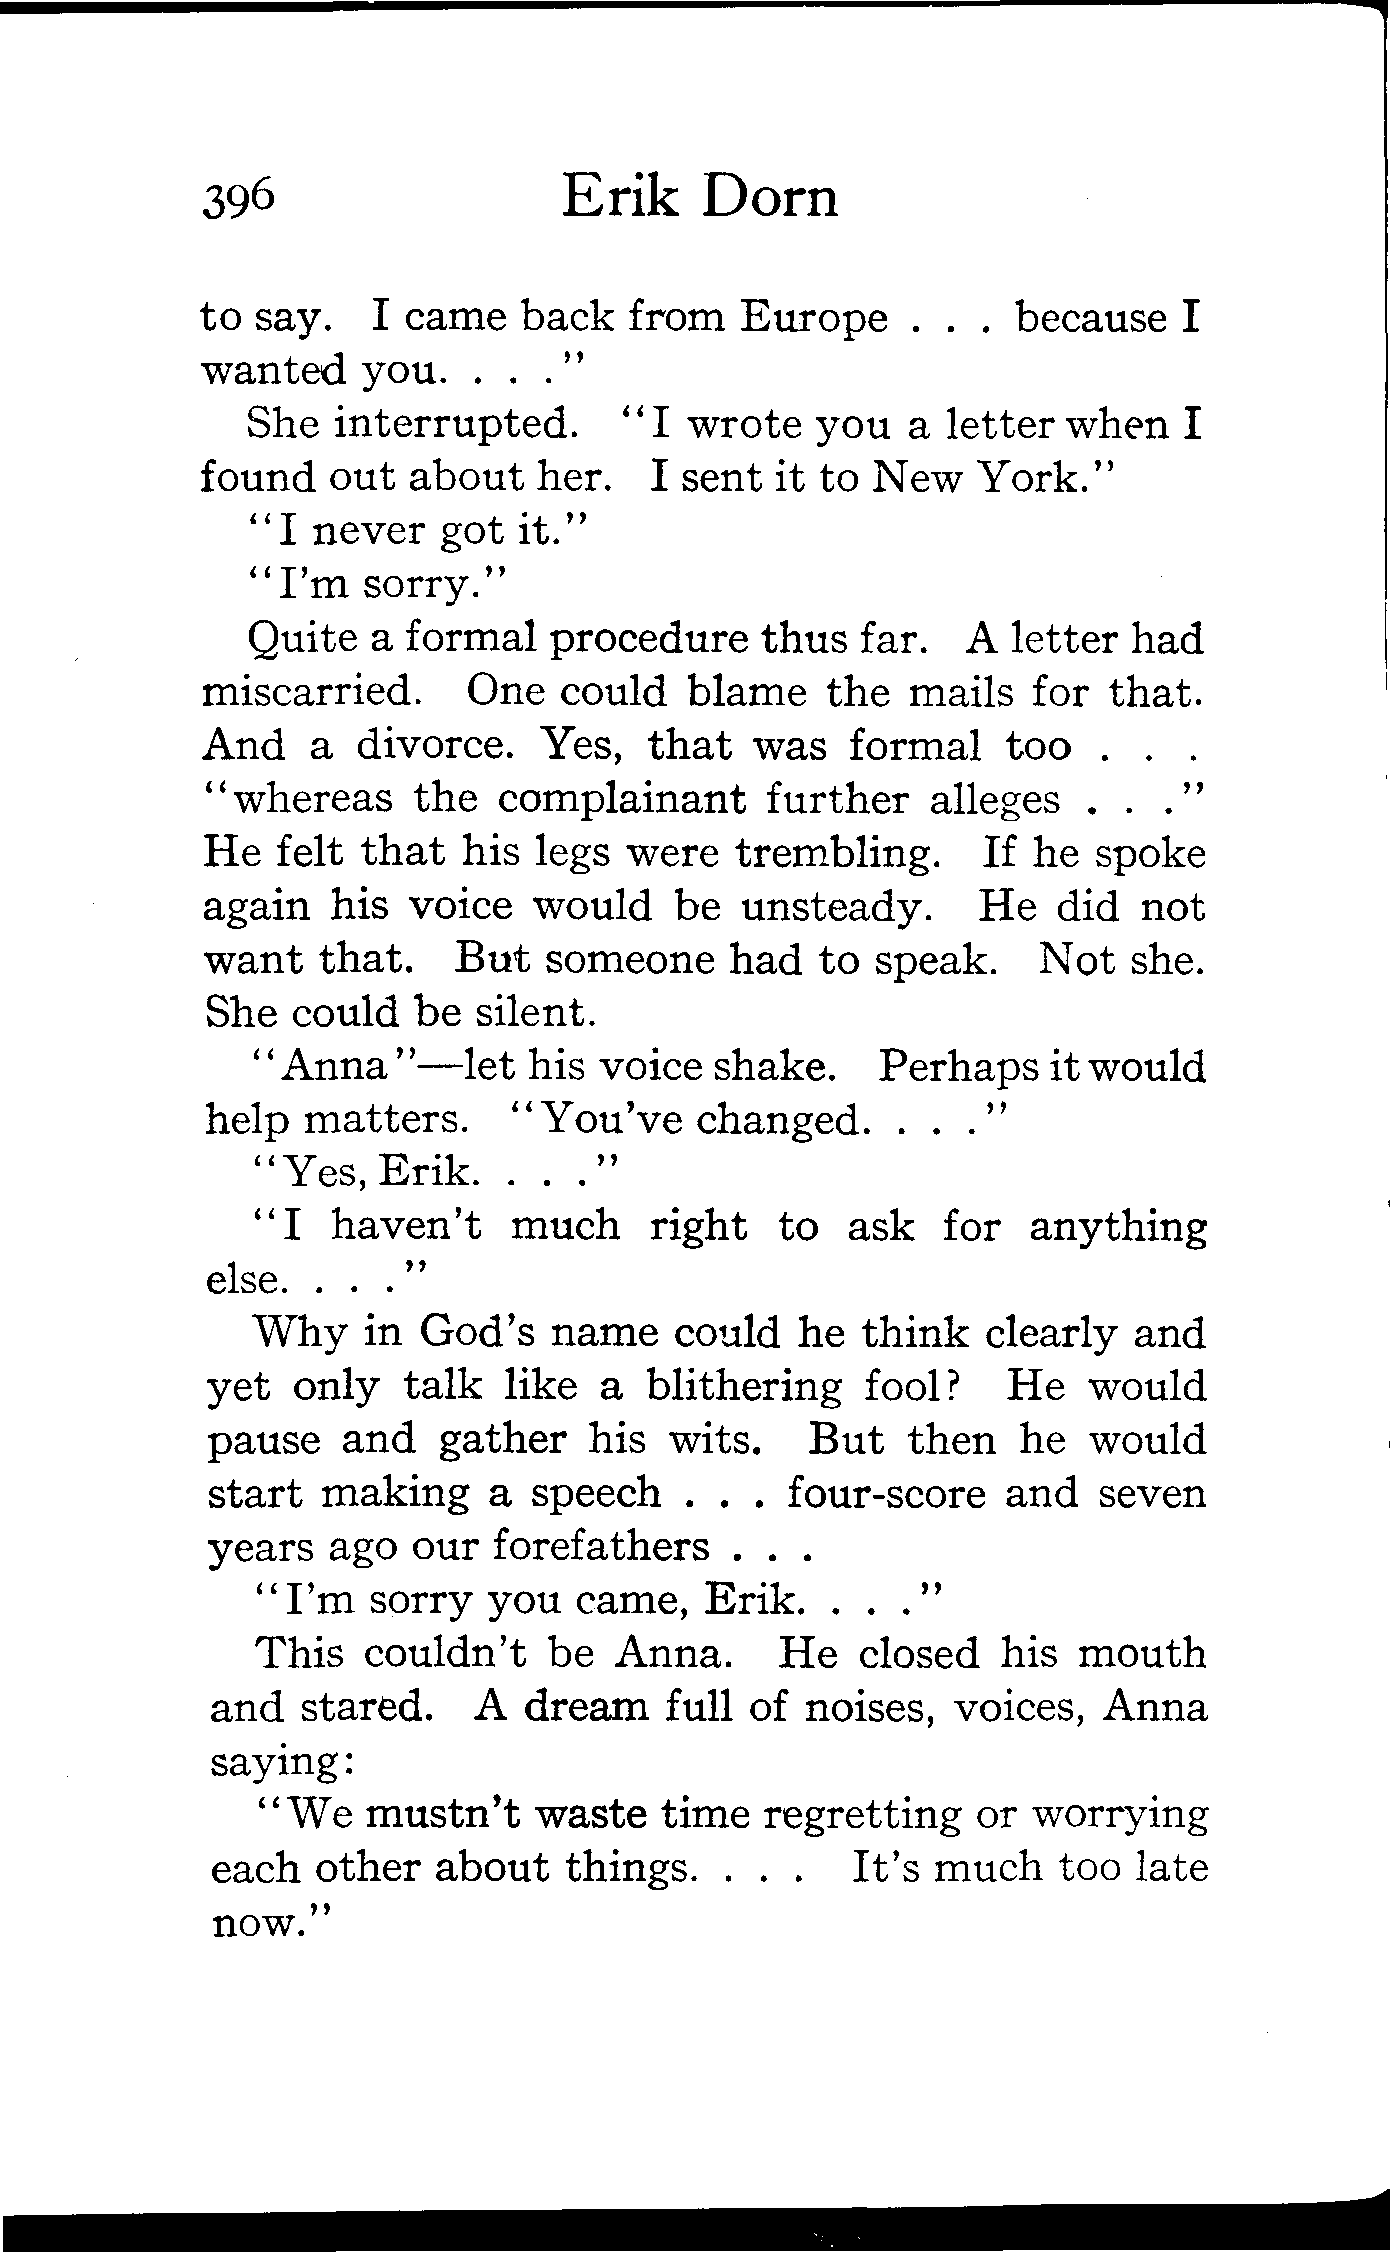 396 Erik Dorn
to say. I came back from Europe . . . because I
wanted you. . . ."
She interrupted. "I wrote you a letter when I
found out about her. I sent it to New York."
"I never got it."
"I'm sorry."
Quite a formal procedure thus far. A letter had
miscarried. One could blame the mails for that.
And a divorce. Yes, that was formal too . . .
"whereas the complainant further alleges . . ."
He felt that his legs were trembling. If he spoke
again his voice would be unsteady. He did not
want that. But someone had to speak. Not she.
She could be silent.
"Anna"—let his voice shake. Perhaps it would
help matters. "You've changed. . . ."
"Yes, Erik. . . ."
"I haven't much right to ask for anything
else. . . ."
Why in God's name could he think clearly and
yet only talk like a blithering fool? He would
pause and gather his wits. But then he would
start making a speech . . . four-score and seven
years ago our forefathers . . .
"I'm sorry you came, Erik. . . ."
This couldn't be Anna. He closed his mouth
and stared. A dream full of noises, voices, Anna
saying:
"We mustn't waste time regretting or worrying
each other about things. . . . It's much too late
now."